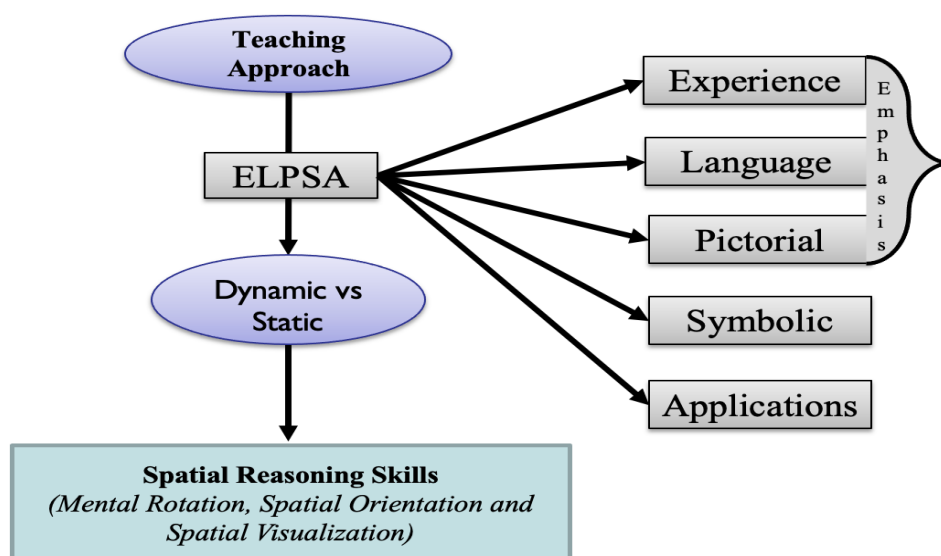 Teaching
Approach
ELPSA
Dynamic vs
Static
Spatial Reasoning Skills
(Mental Rotation, Spatial Orientation and
Spatial Visualization)
Experience
Language
Pictorial
Symbolic
Applications
Emphasis